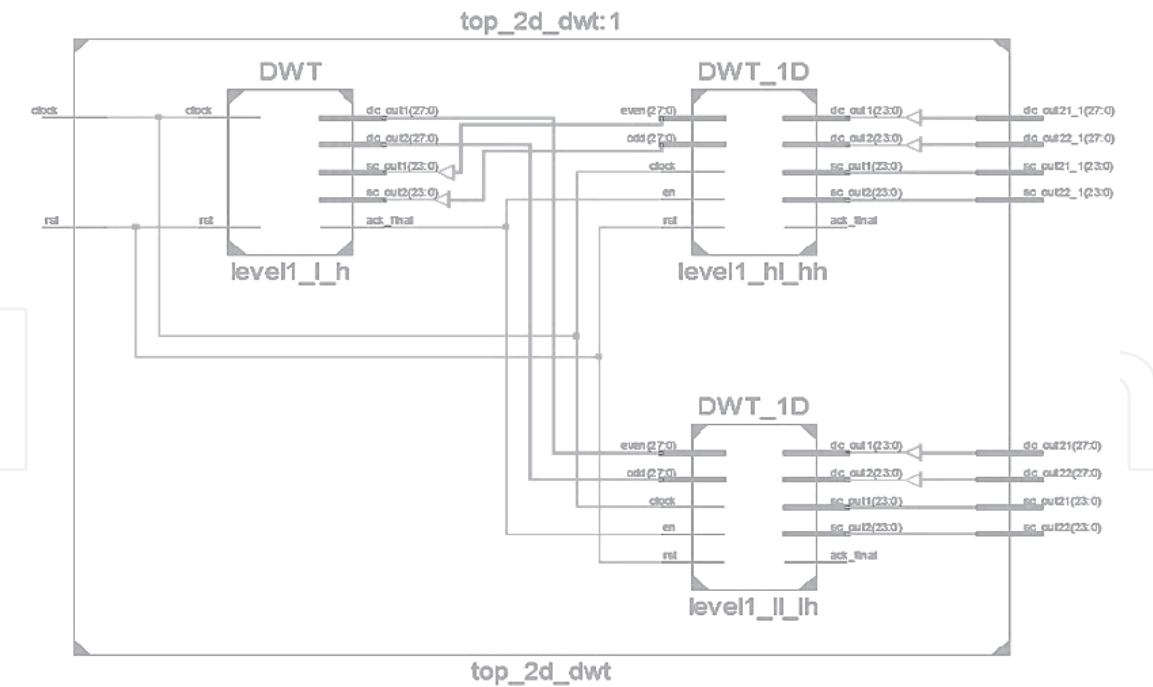 top_2d_dwt:1
DWT
DWT_1D
clock
clock
dc_out1(27:0)
even(27:0)
dc_out1(23:0)
dc_out21_1(27:0)
dc_out2(27:0)
odd(27:0)
dc_out2(23:0)
dc_out22_1(27:0)
sc_out1(23:0)
clock
sc_out1(23:0)
sc_out21_1(23:0)
sc_out2(23:0)
en
sc_out2(23:0)
sc_out22_1(23:0)
rst
rst
ack_final
rst
ack_final
level1_l_h
level1_hl_hh
DWT_1D
even(27:0)
dc_out1(23:0)
dc_out21(27:0)
odd(27:0)
dc_out2(23:0)
dc_out22(27:0)
clock
sc_out1(23:0)
sc_out21(23:0)
en
sc_out2(23:0)
sc_out22(23:0)
rst
ack_final
level1_ll_lh
top_2d_dwt